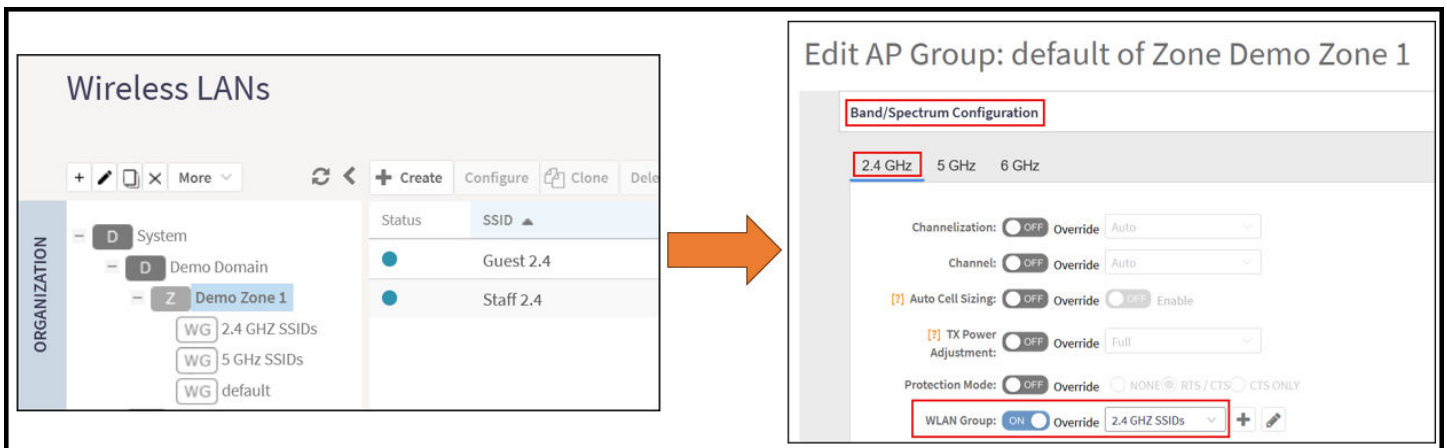 Wireless LANs
+ More + Create Configure Clone Dele
ORGANIZATION
Status SSID
D System
D Demo Domain
Z Demo Zone 1
WG 2.4 GHZ SSIDs
WG 5 GHz SSIDs
WG default
Guest 2.4
Staff 2.4
Edit AP Group: default of Zone Demo Zone 1
Band/Spectrum Configuration
2.4 GHz 5 GHz 6 GHz
Channelization: OFF Override Auto
Channel: OFF Override Auto
[?] Auto Cell Sizing: OFF Override OFF Enable
[?] TX Power
Adjustment: OFF Override Full
Protection Mode: OFF Override NONE RTS / CTS CTS ONLY
WLAN Group: ON Override 2.4 GHZ SSIDs